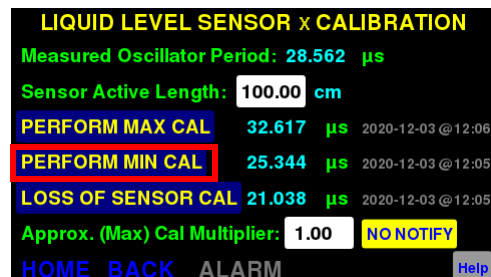 LIQUID LEVEL SENSOR x CALIBRATION
Measured Oscillator Period: 28.562 µs
Sensor Active Length: 100.00 cm
PERFORM MAX CAL 32.617 µs 2020-12-03 @12:06
PERFORM MIN CAL 25.344 µs 2020-12-03 @12:05
LOSS OF SENSOR CAL 21.038 µs 2020-12-03 @12:05
Approx. (Max) Cal Multiplier: 1.00 NO NOTIFY
HOME BACK ALARM Help